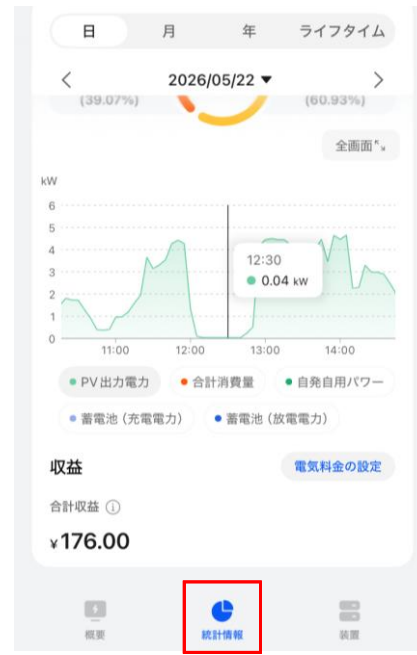 日 月 年 ライフタイム
< 2026/05/22 ▼ >
(39.07%) (60.93%)
全画面
kW
6
5
4
3
2
1
0
12:30
0.04 kW
11:00 12:00 13:00 14:00
PV出力電力 合計消費量 自発自用パワー
蓄電池（充電電力） 蓄電池（放電電力）
収益 電気料金の設定
合計収益 ⓘ
¥176.00
概要 統計情報 装置